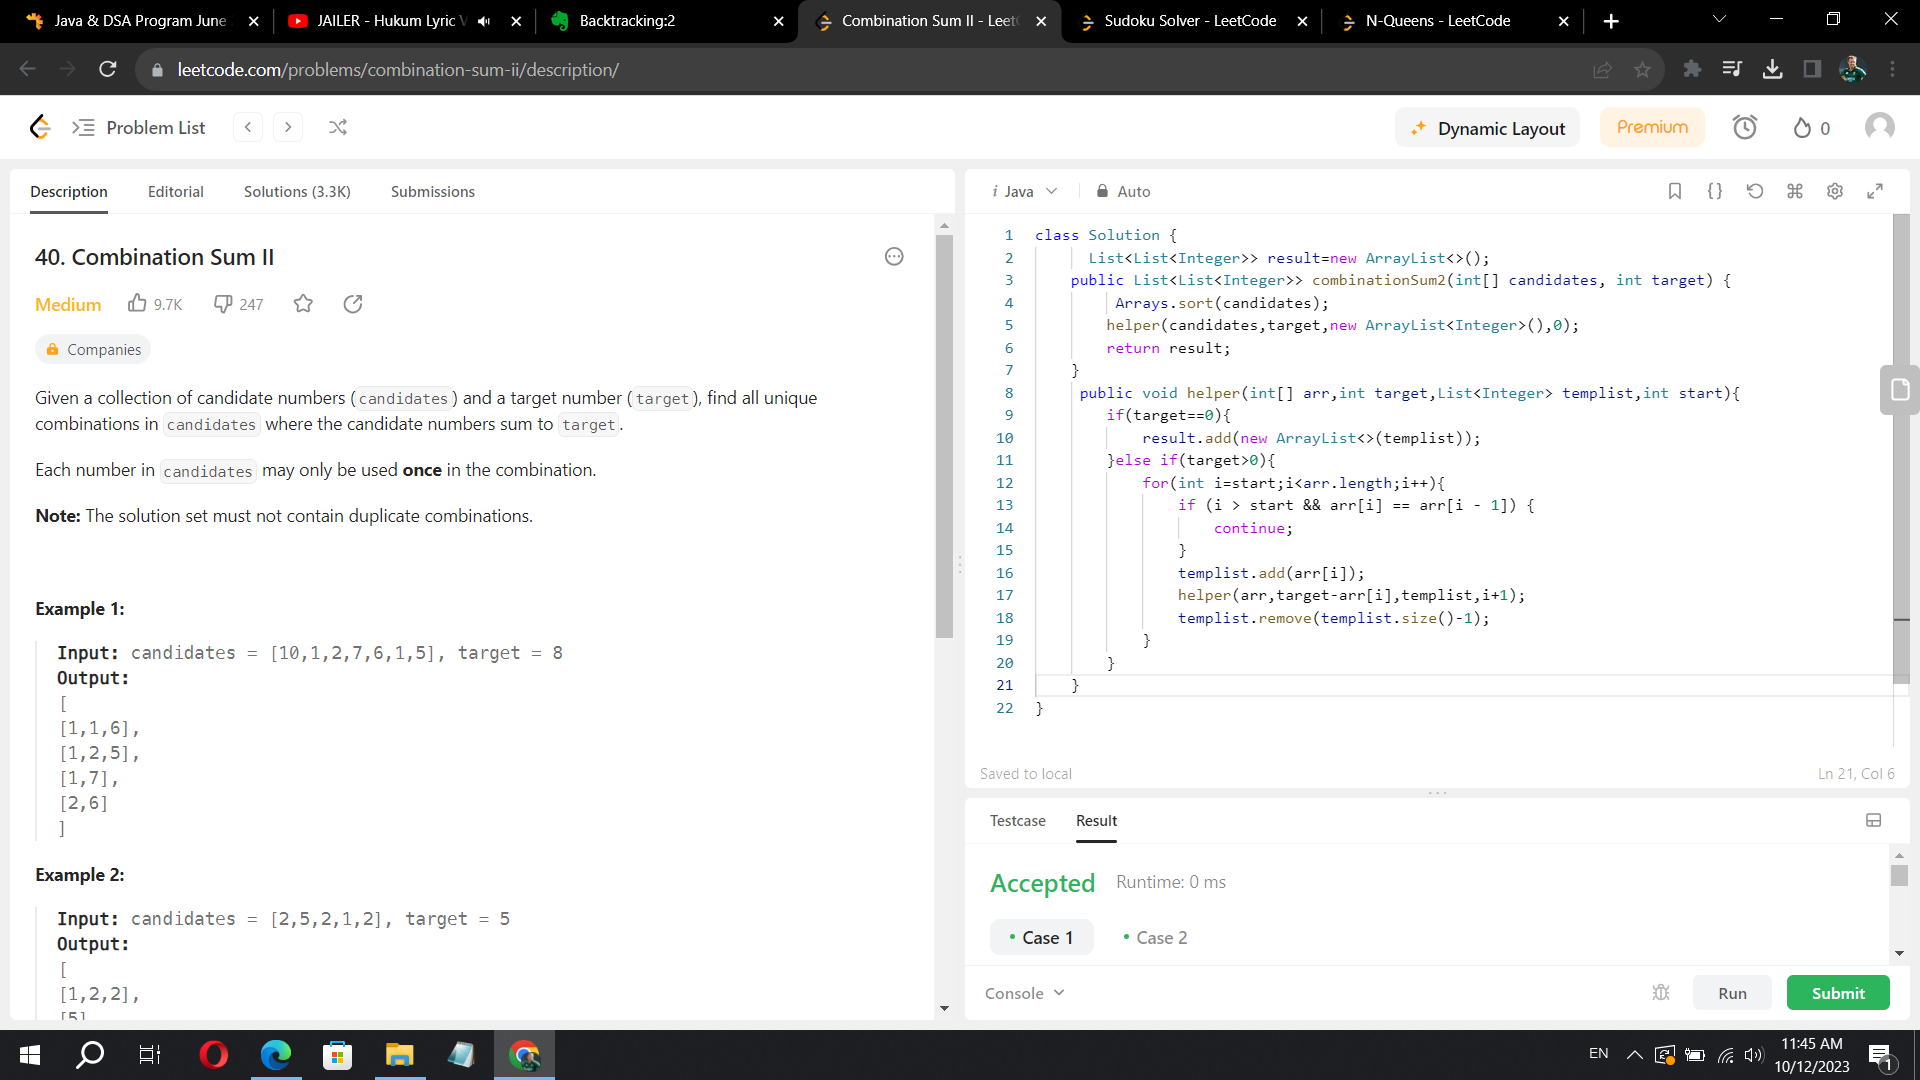 Java & DSA Program June
JAILER - Hukum Lyric V
Backtracking:2
Combination Sum II - LeetC
Sudoku Solver - LeetCode
N-Queens - LeetCode
leetcode.com/problems/combination-sum-ii/description/
Problem List
Dynamic Layout
Premium
0
Description
Editorial
Solutions (3.3K)
Submissions
40. Combination Sum II
Medium
9.7K
247
Companies
Given a collection of candidate numbers (candidates) and a target number (target), find all unique
combinations in candidates where the candidate numbers sum to target.
Each number in candidates may only be used once in the combination.
Note: The solution set must not contain duplicate combinations.
Example 1:
Input: candidates = [10,1,2,7,6,1,5], target = 8
Output:
[
[1,1,6],
[1,2,5],
[1,7],
[2,6]
]
Example 2:
Input: candidates = [2,5,2,1,2], target = 5
Output:
[
[1,2,2],
[5]
i Java
Auto
1 class Solution {
2 List<List<Integer>> result=new ArrayList<>();
3 public List<List<Integer>> combinationSum2(int[] candidates, int target) {
4 Arrays.sort(candidates);
5 helper(candidates,target,new ArrayList<Integer>(),0);
6 return result;
7 }
8 public void helper(int[] arr,int target,List<Integer> templist,int start){
9 if(target==0){
10 result.add(new ArrayList<>(templist));
11 }else if(target>0){
12 for(int i=start;i<arr.length;i++){
13 if (i > start && arr[i] == arr[i - 1]) {
14 continue;
15 }
16 templist.add(arr[i]);
17 helper(arr,target-arr[i],templist,i+1);
18 templist.remove(templist.size()-1);
19 }
20 }
21 }
22 }
Saved to local
Ln 21, Col 6
Testcase
Result
Accepted
Runtime: 0 ms
Case 1
Case 2
Console
Run
Submit
EN
11:45 AM
10/12/2023
1